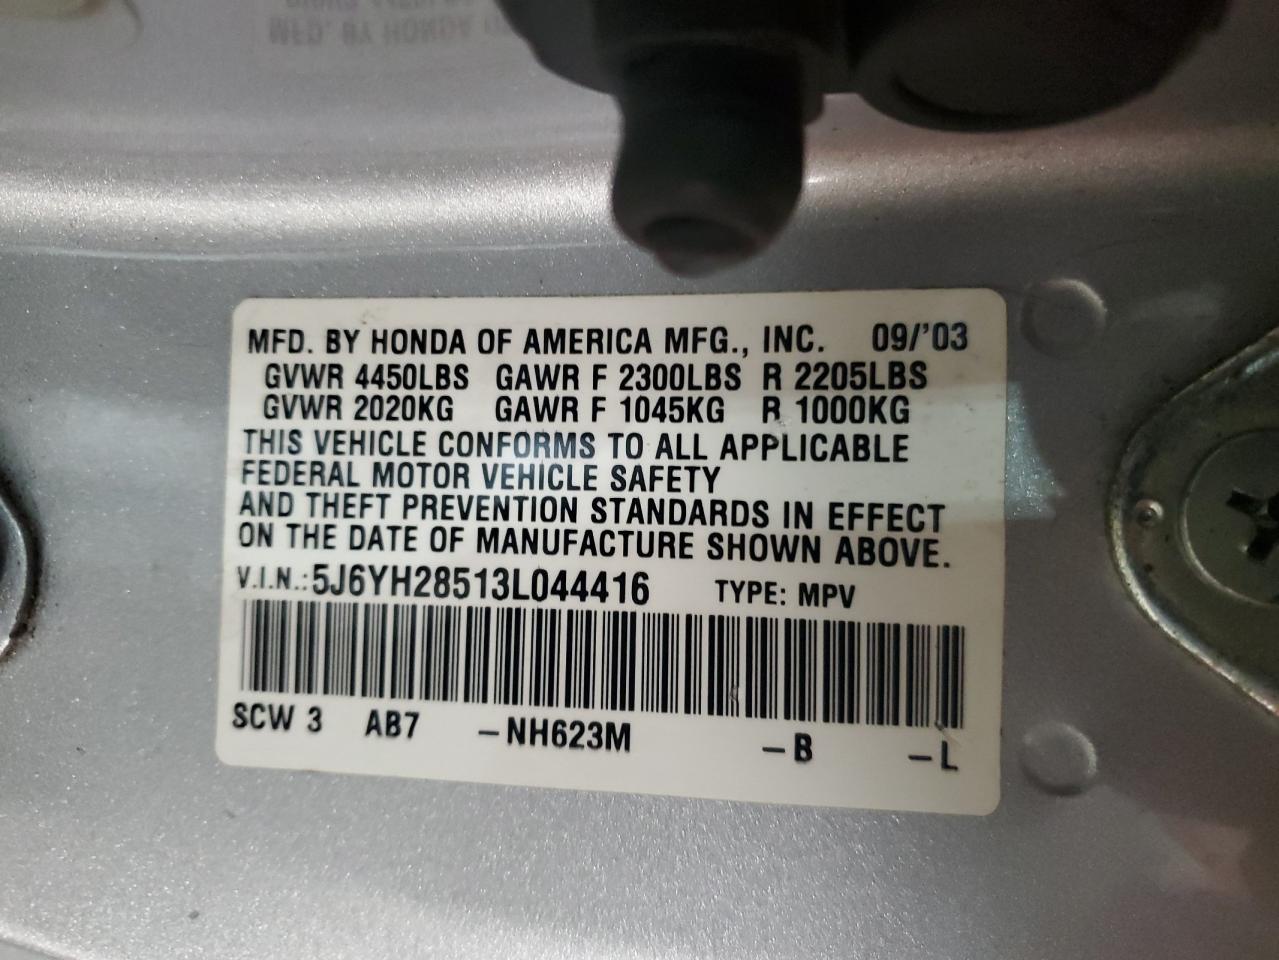 MFD. BY HONDA OF AMERICA MFG., INC. 09/'03
GVWR 4450LBS GAWR F 2300LBS R 2205LBS
GVWR 2020KG GAWR F 1045KG R 1000KG
THIS VEHICLE CONFORMS TO ALL APPLICABLE
FEDERAL MOTOR VEHICLE SAFETY
AND THEFT PREVENTION STANDARDS IN EFFECT
ON THE DATE OF MANUFACTURE SHOWN ABOVE.
V.I.N.: 5J6YH28513L044416 TYPE: MPV
SCW 3 AB7 -NH623M -B -L